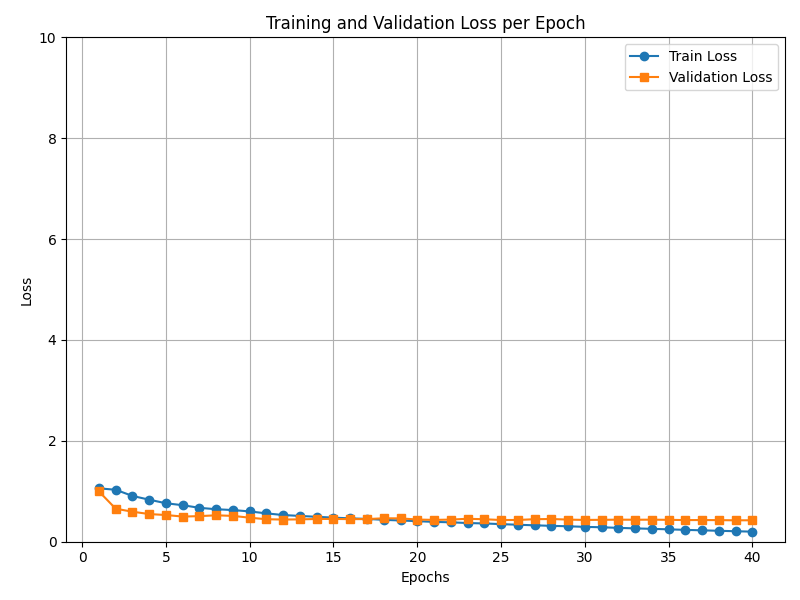 Training and Validation Loss per Epoch
Train Loss
Validation Loss
10
8
6
4
2
0
Loss
0 5 10 15 20 25 30 35 40
Epochs